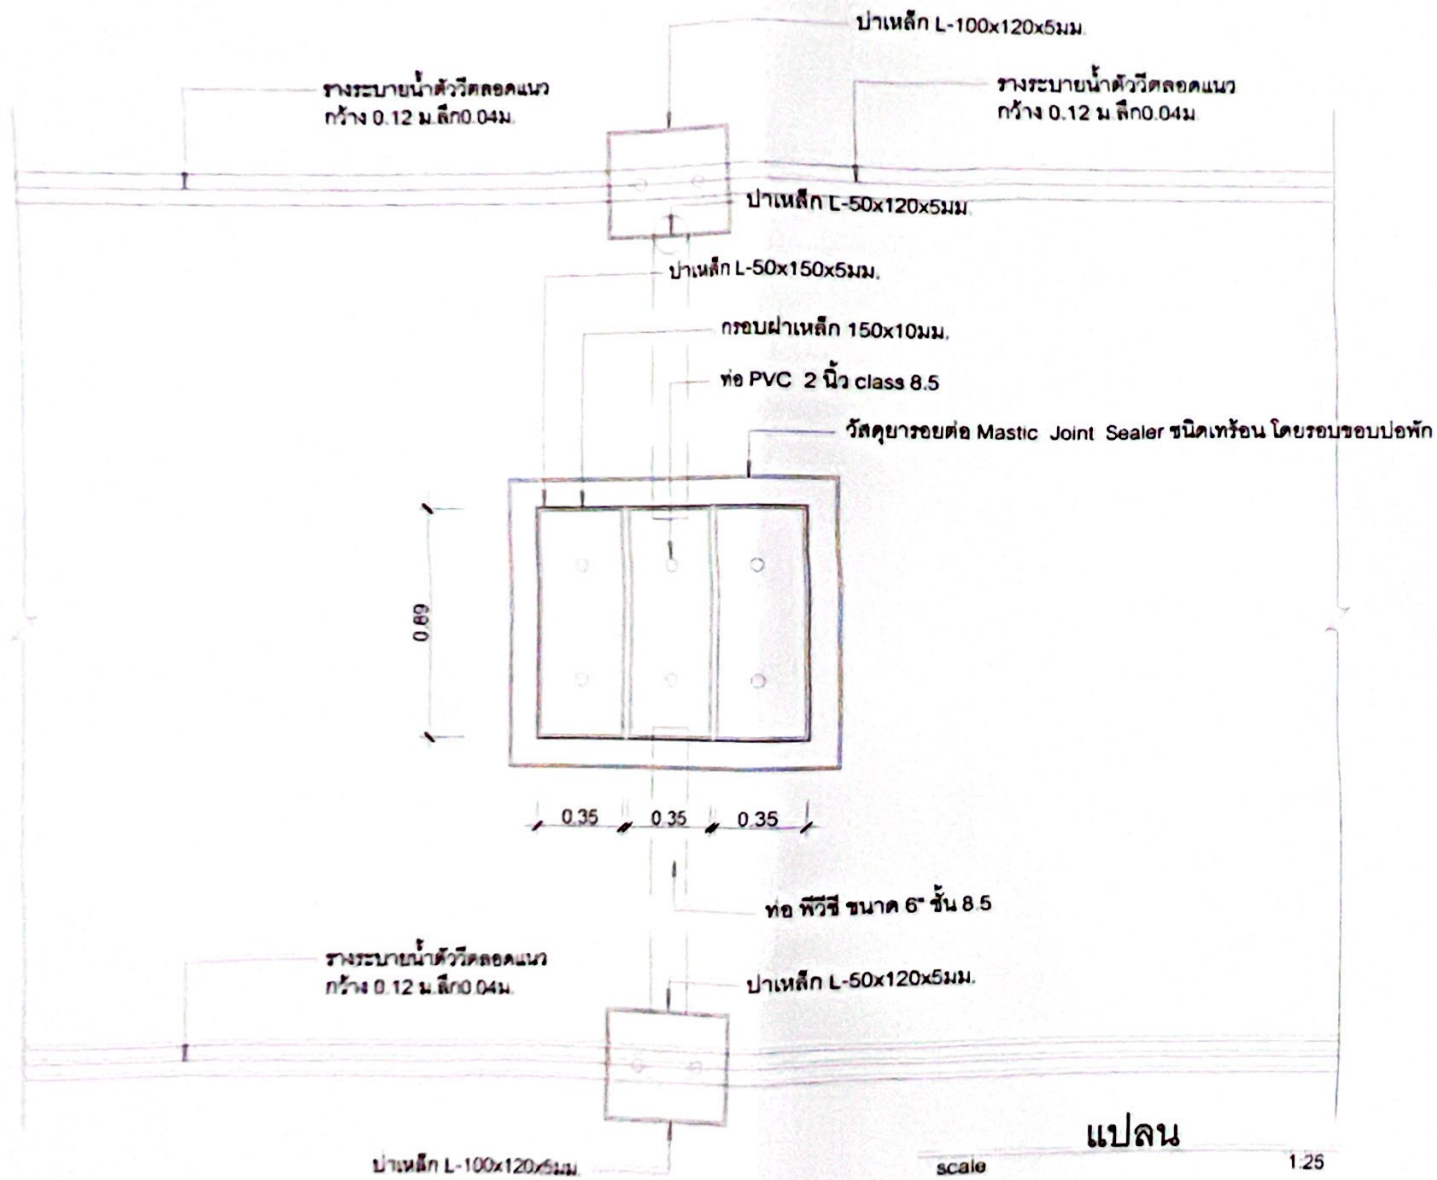 บ่าเหล็ก L-100x120x5มม.
รางระบายน้ำตัววีตลอดแนว
กว้าง 0.12 ม.ลึก0.04ม.
รางระบายน้ำตัววีตลอดแนว
กว้าง 0.12 ม.ลึก0.04ม.
บ่าเหล็ก L-50x120x5มม.
บ่าเหล็ก L-50x150x5มม.
กรอบฝาเหล็ก 150x10มม.
ท่อ PVC 2 นิ้ว class 8.5
วัสดุยารอยต่อ Mastic Joint Sealer ชนิดเทร้อน โดยรอบขอบบ่อพัก
0.89
0.35 0.35 0.35
ท่อ พีวีซี ขนาด 6" ชั้น 8.5
รางระบายน้ำตัววีตลอดแนว
กว้าง 0.12 ม.ลึก0.04ม.
บ่าเหล็ก L-50x120x5มม.
บ่าเหล็ก L-100x120x5มม.
แปลน
scale 1:25